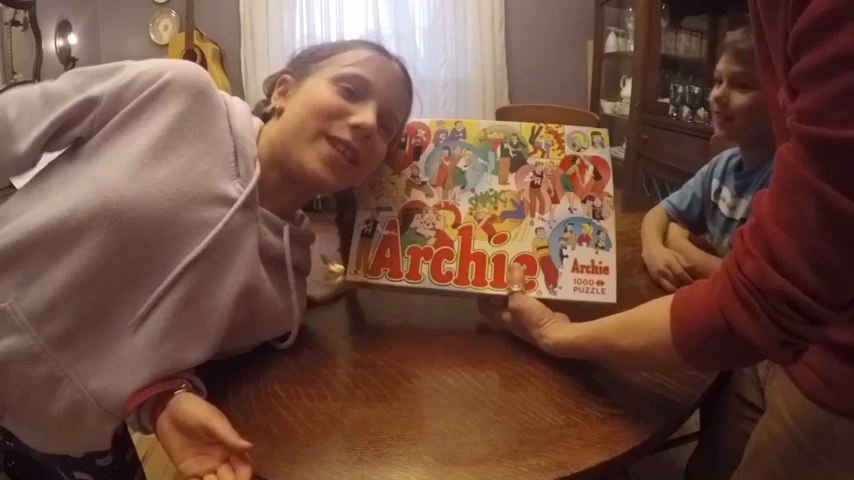 SMACK
Archie
Archie
1000
PUZZLE